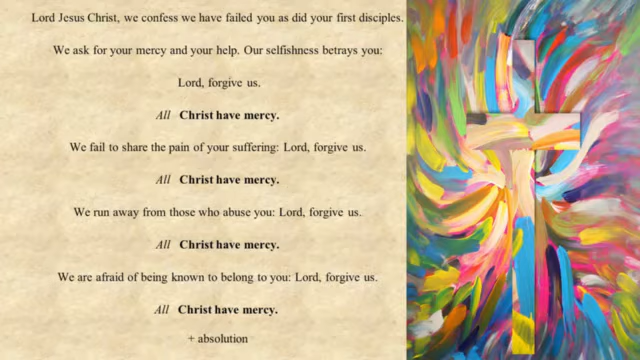 Lord Jesus Christ, we confess we have failed you as did your first disciples.
We ask for your mercy and your help. Our selfishness betrays you:
Lord, forgive us.
All Christ have mercy.
We fail to share the pain of your suffering: Lord, forgive us.
All Christ have mercy.
We run away from those who abuse you: Lord, forgive us.
All Christ have mercy.
We are afraid of being known to belong to you: Lord, forgive us.
All Christ have mercy.
+ absolution